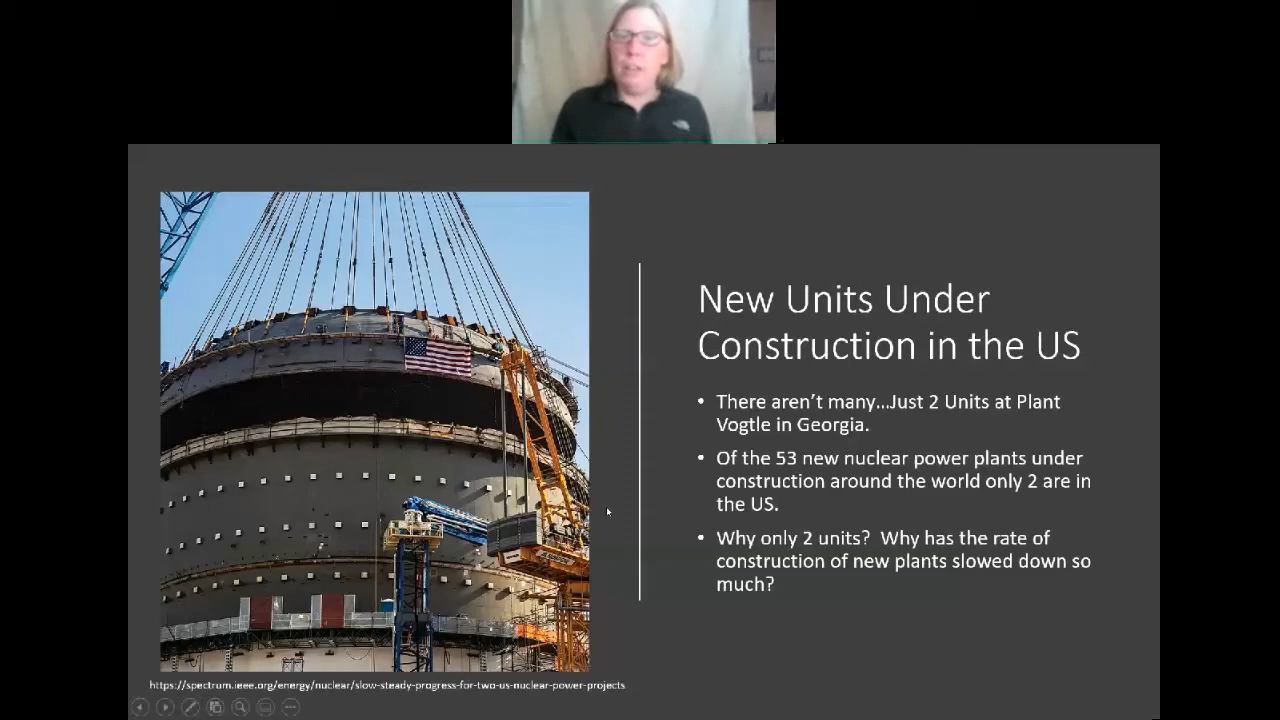 New Units Under
Construction in the US
• There aren't many...Just 2 Units at Plant
Vogtle in Georgia.
• Of the 53 new nuclear power plants under
construction around the world only 2 are in
the US.
• Why only 2 units?  Why has the rate of
construction of new plants slowed down so
much?
https://spectrum.ieee.org/energy/nuclear/slow-steady-progress-for-two-us-nuclear-power-projects